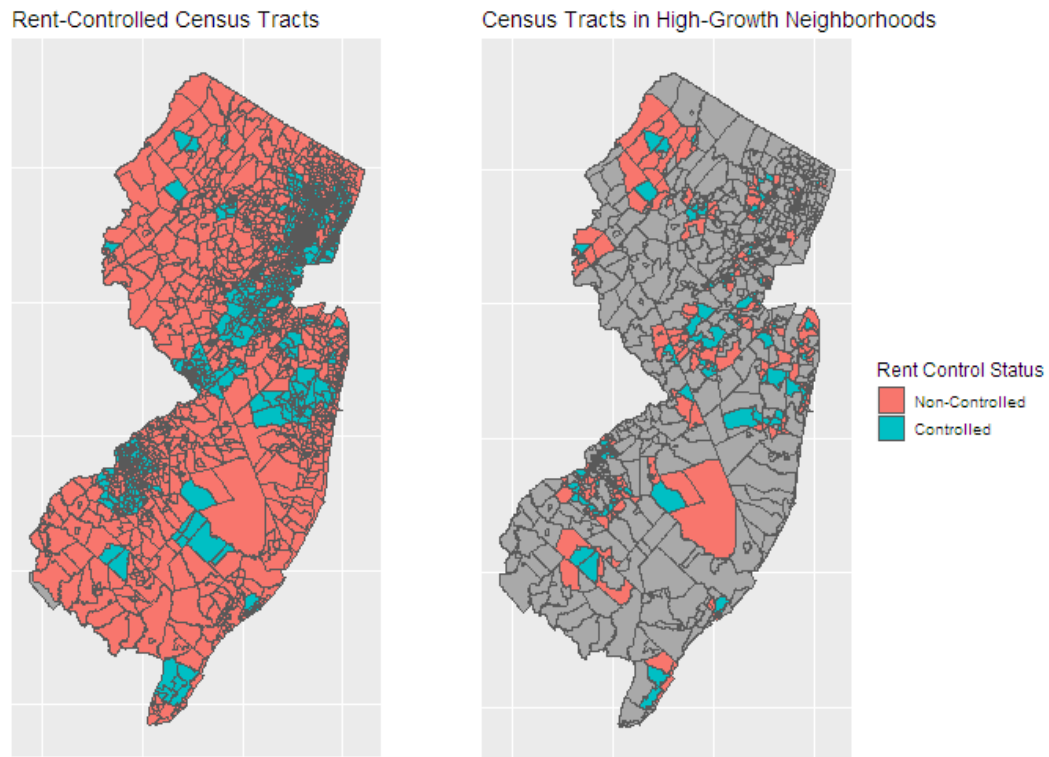 Rent-Controlled Census Tracts
Census Tracts in High-Growth Neighborhoods
Rent Control Status
Non-Controlled
Controlled